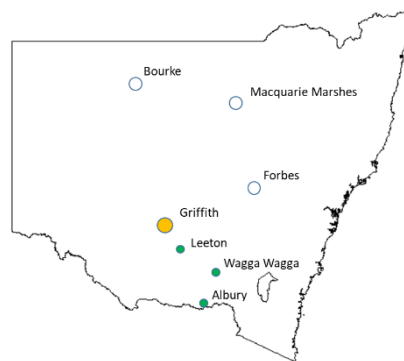 Bourke
Macquarie Marshes
Forbes
Griffith
Leeton
Wagga Wagga
Albury